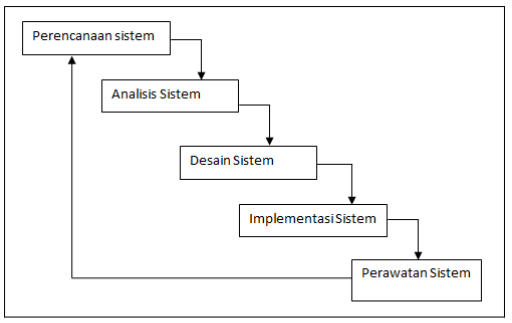 Perencanaan sistem
Analisis Sistem
Desain Sistem
Implementasi Sistem
Perawatan Sistem